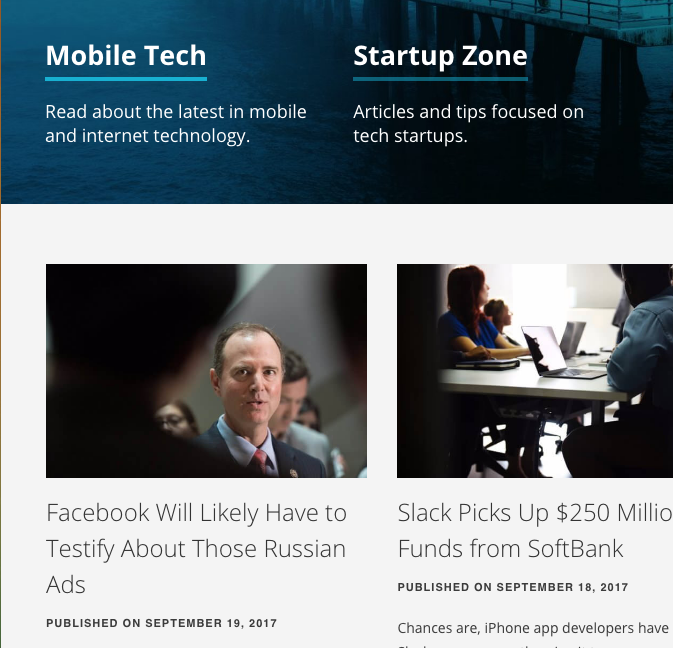 Mobile Tech
Read about the latest in mobile
and internet technology.
Startup Zone
Articles and tips focused on
tech startups.
Facebook Will Likely Have to
Testify About Those Russian
Ads
PUBLISHED ON SEPTEMBER 19, 2017
Slack Picks Up $250 Millio
Funds from SoftBank
PUBLISHED ON SEPTEMBER 18, 2017
Chances are, iPhone app developers have